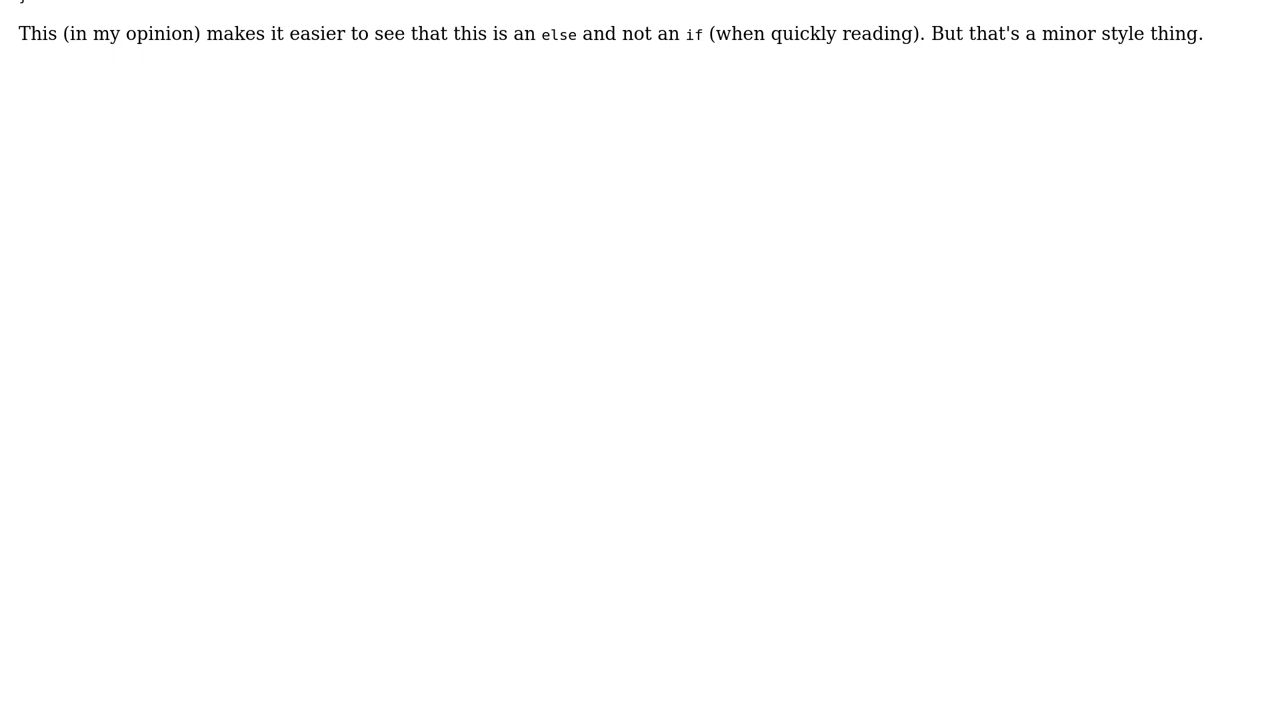 This (in my opinion) makes it easier to see that this is an else and not an if (when quickly reading). But that's a minor style thing.